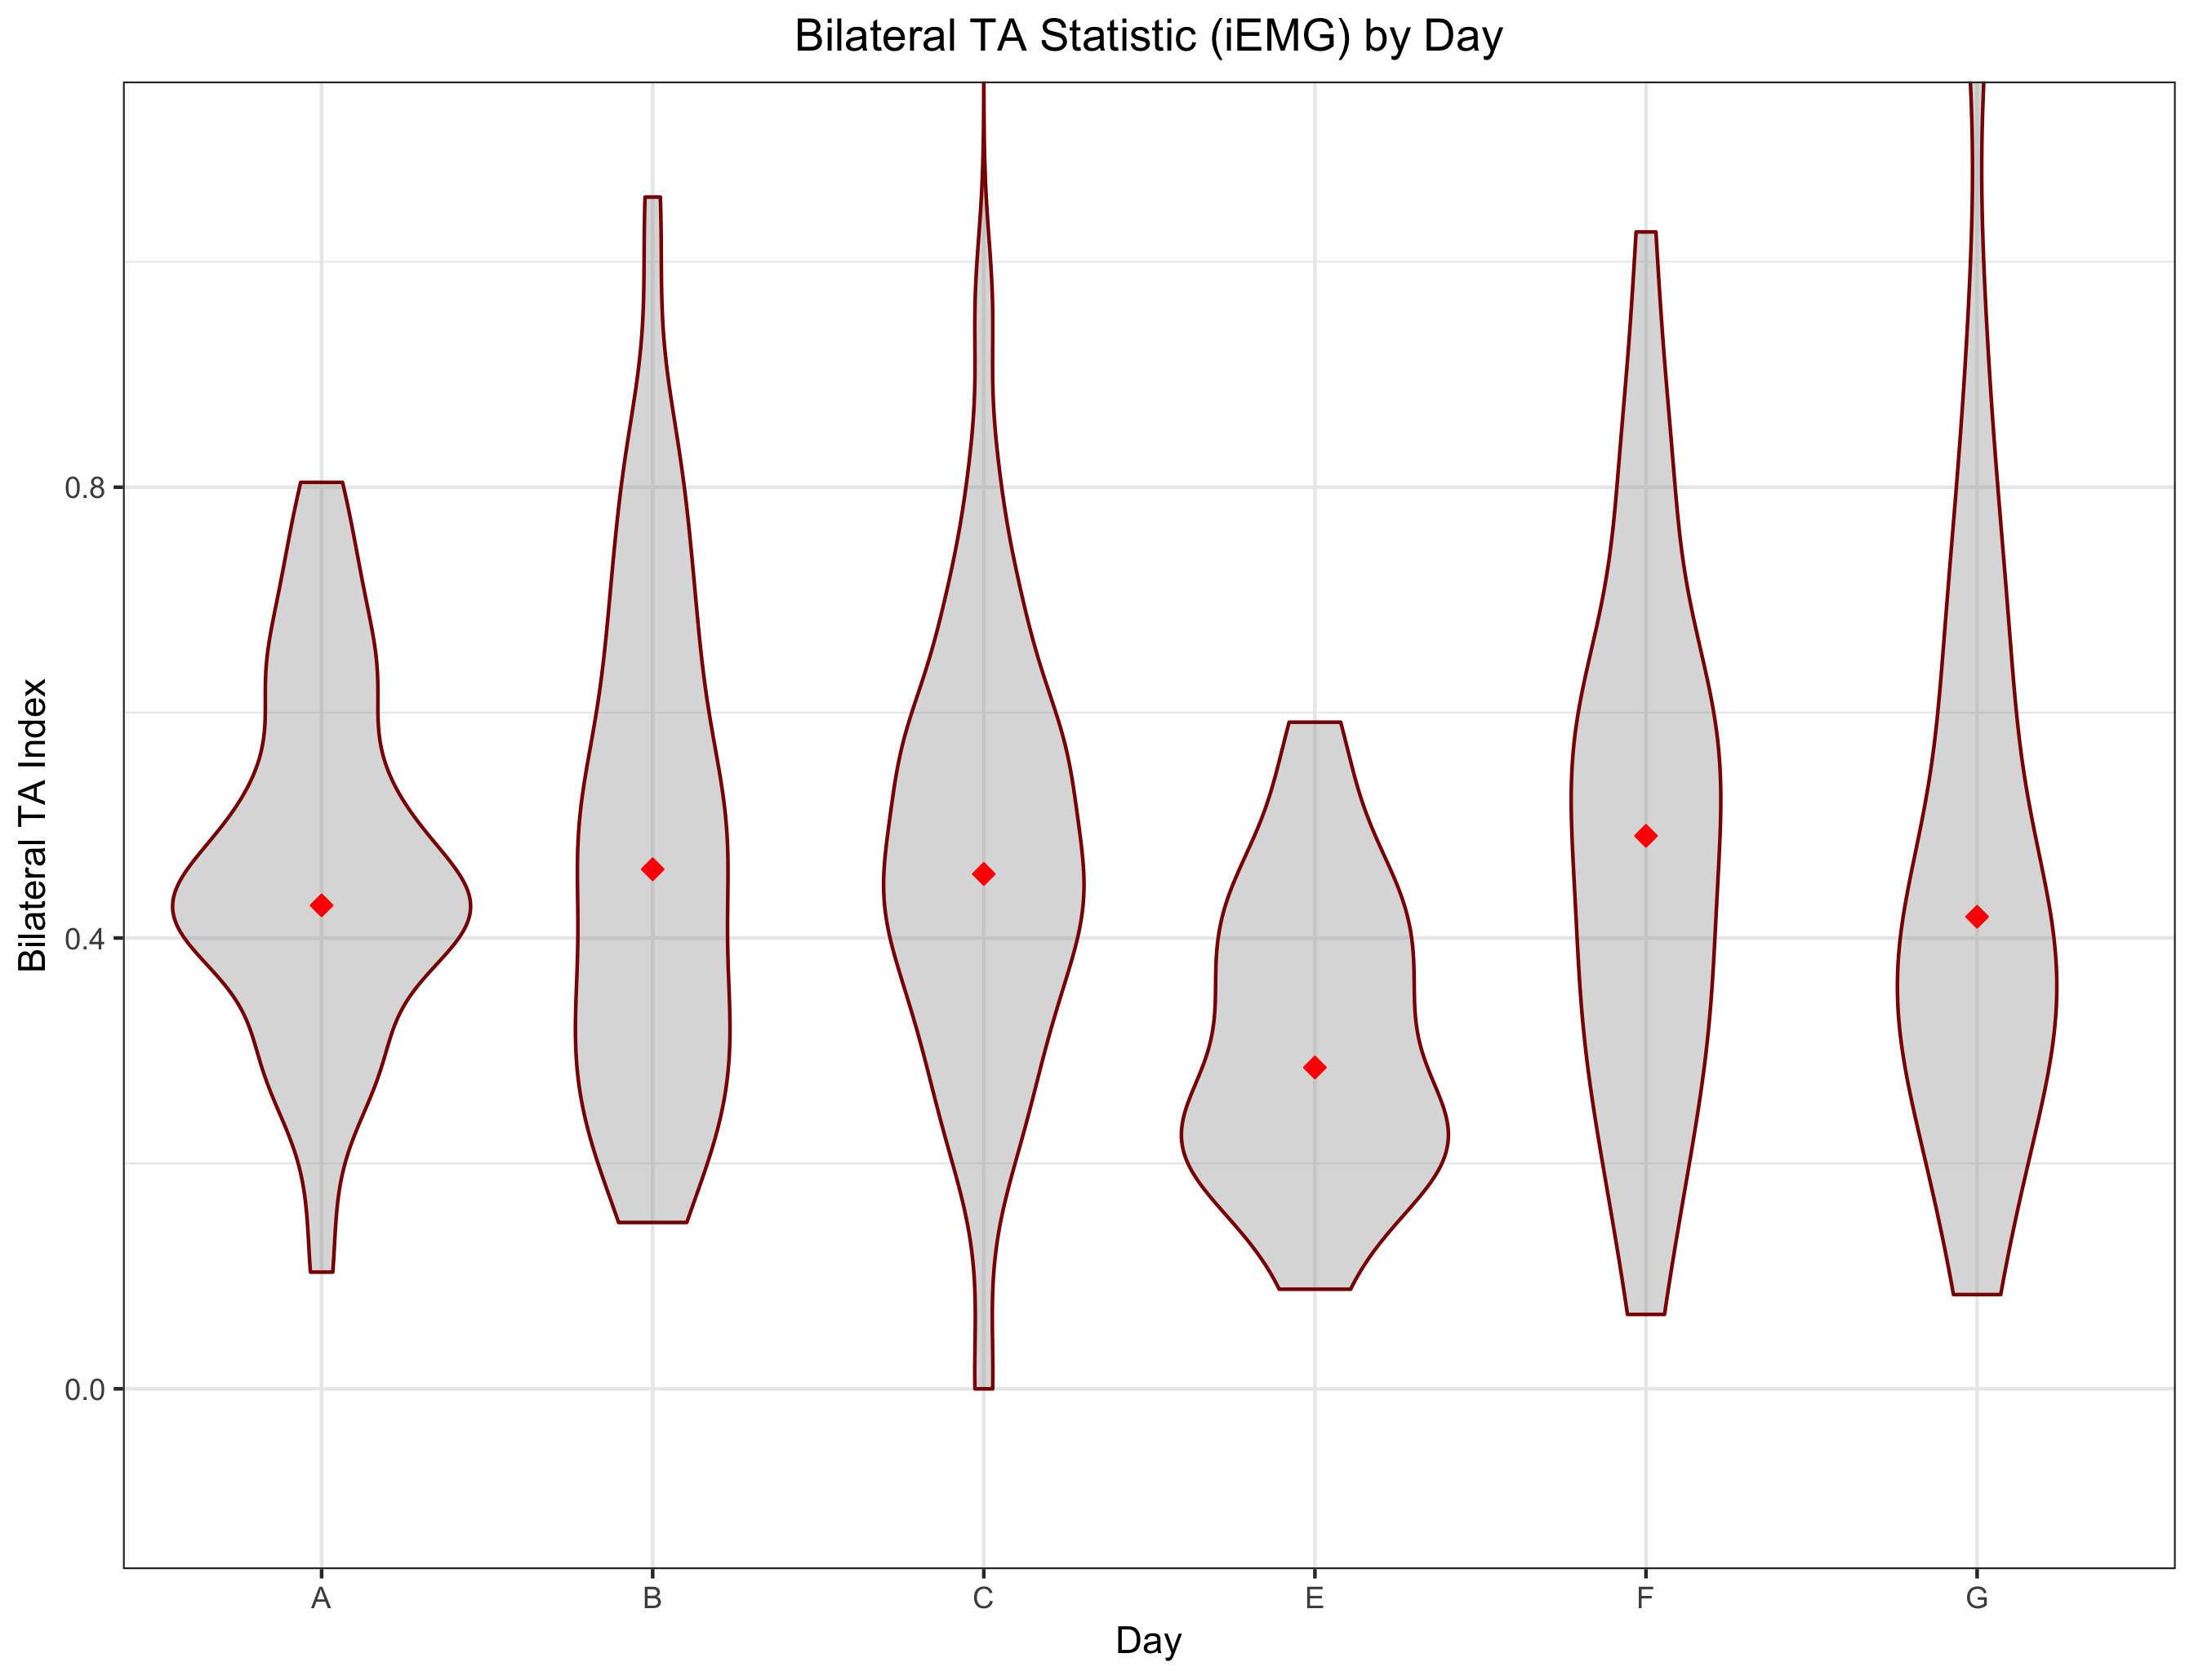 Bilateral TA Statistic (iEMG) by Day
Bilateral TA Index
0.8
0.4
0.0
A B C E F G
Day